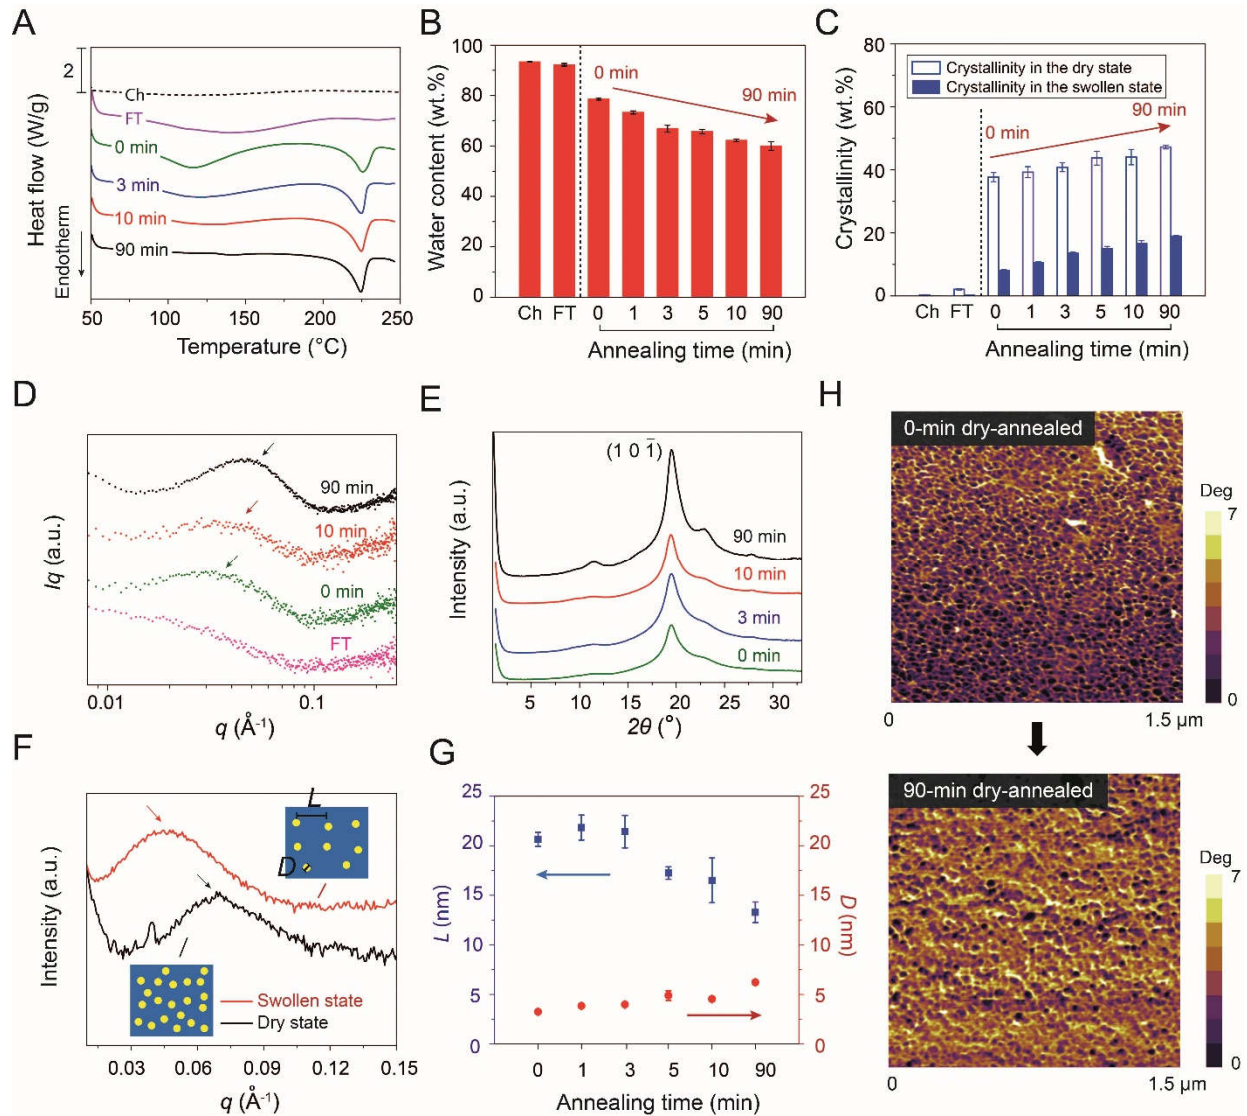 A
2
Ch
FT
0 min
3 min
10 min
90 min
Heat flow (W/g)
Endotherm
50 100 150 200 250
Temperature (°C)
B
100
80
60
40
20
0
Water content (wt.%)
0 min
90 min
Ch FT 0 1 3 5 10 90
Annealing time (min)
C
80
60
40
20
0
Crystallinity (wt.%)
Crystallinity in the dry state
Crystallinity in the swollen state
0 min
90 min
Ch FT 0 1 3 5 10 90
Annealing time (min)
D
90 min
10 min
0 min
FT
Iq (a.u.)
0.01 0.1
q (Å⁻¹)
E
(1 0 1̅)
90 min
10 min
3 min
0 min
Intensity (a.u.)
5 10 15 20 25 30
2θ (°)
F
L
D
Swollen state
Dry state
Intensity (a.u.)
0.03 0.06 0.09 0.12 0.15
q (Å⁻¹)
G
25 25
20 20
15 15
10 10
5 5
0 0
L (nm)
D (nm)
0 1 3 5 10 90
Annealing time (min)
H
0-min dry-annealed
Deg
7
0
0 1.5 µm
90-min dry-annealed
Deg
7
0
0 1.5 µm